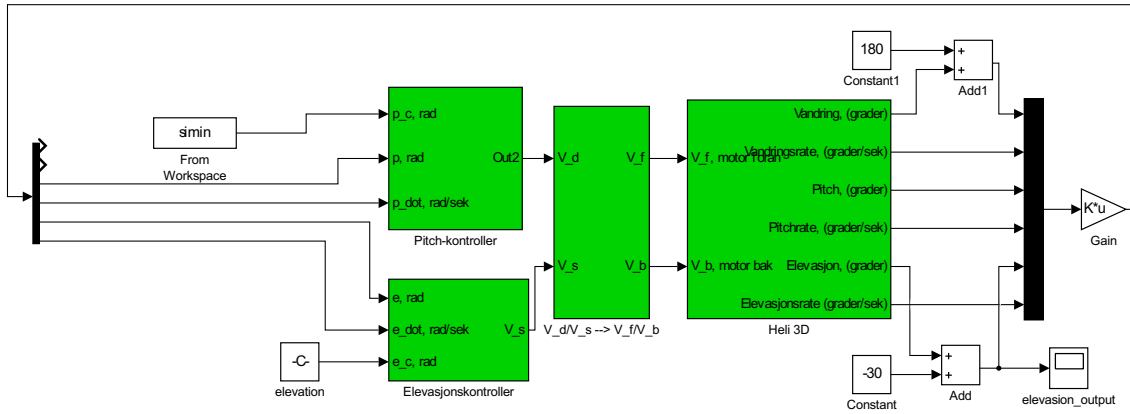 180
Constant1
Add1
simin
From
Workspace
p_c, rad
p, rad
p_dot, rad/sek
Out2
Pitch-kontroller
V_d
V_s
V_f
V_b
V_d/V_s --> V_f/V_b
V_f, motor foran
V_b, motor bak
Vandring, (grader)
Vandringsrate, (grader/sek)
Pitch, (grader)
Pitchrate, (grader/sek)
Elevasjon, (grader)
Elevasjonsrate (grader/sek)
Heli 3D
K*u
Gain
e, rad
e_dot, rad/sek
e_c, rad
V_s
Elevasjonskontroller
-C-
elevation
-30
Constant
Add
elevasion_output